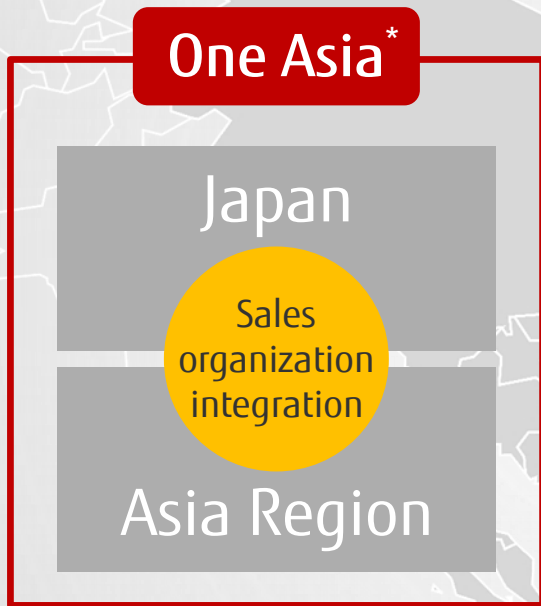 One Asia*
Japan
Sales
organization
integration
Asia Region